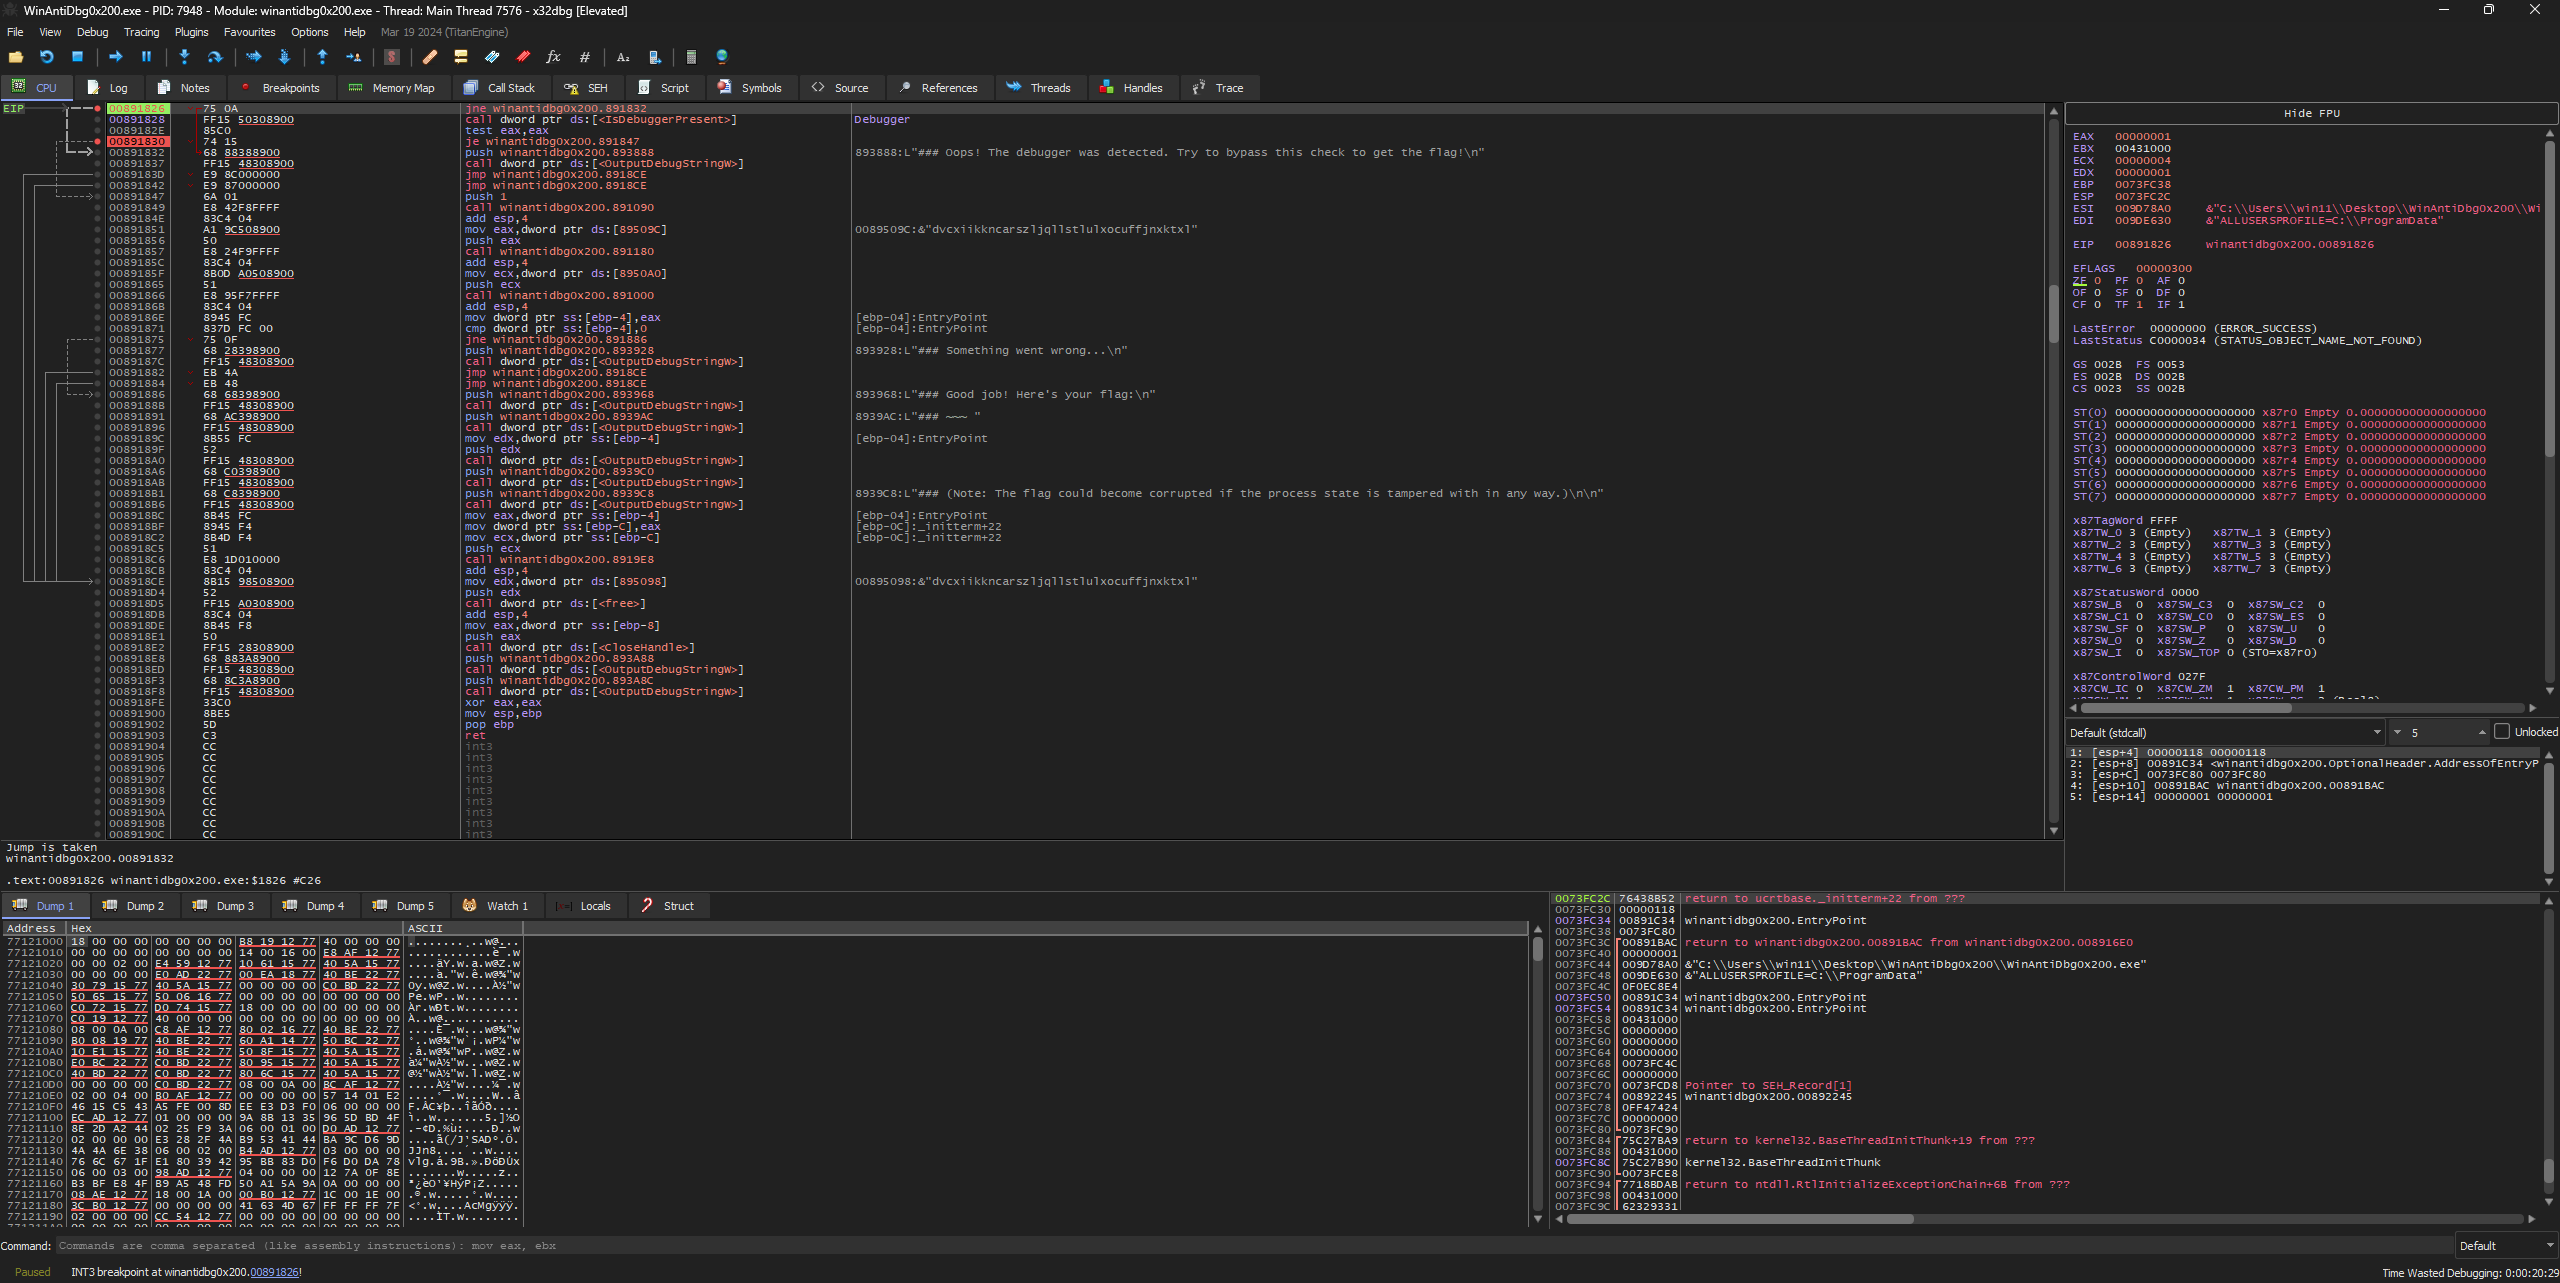 WinAntiDbg0x200.exe - PID: 7948 - Module: winantidbg0x200.exe - Thread: Main Thread 7576 - x32dbg [Elevated]
File View Debug Tracing Plugins Favourites Options Help Mar 19 2024 (TitanEngine)
CPU Log Notes Breakpoints Memory Map Call Stack SEH Script Symbols Source References Threads Handles Trace
EIP 00891826 75 0A jne winantidbg0x200.891832
00891828 FF15 50308900 call dword ptr ds:[<IsDebuggerPresent>] Debugger
0089182E 85C0 test eax,eax
00891830 74 15 je winantidbg0x200.891847
00891832 68 88388900 push winantidbg0x200.893888 893888:L"### Oops! The debugger was detected. Try to bypass this check to get the flag!\n"
00891837 FF15 48308900 call dword ptr ds:[<OutputDebugStringW>]
0089183D E9 8C000000 jmp winantidbg0x200.8918CE
00891842 E9 87000000 jmp winantidbg0x200.8918CE
00891847 6A 01 push 1
00891849 E8 42F8FFFF call winantidbg0x200.891090
0089184E 83C4 04 add esp,4
00891851 A1 9C508900 mov eax,dword ptr ds:[89509C] 0089509C:&"dvcxiikkncarszljqllstlulxocuffjnxktxl"
00891856 50 push eax
00891857 E8 24F9FFFF call winantidbg0x200.891180
0089185C 83C4 04 add esp,4
0089185F 8B0D A0508900 mov ecx,dword ptr ds:[8950A0]
00891865 51 push ecx
00891866 E8 95F7FFFF call winantidbg0x200.891000
0089186B 83C4 04 add esp,4
0089186E 8945 FC mov dword ptr ss:[ebp-4],eax [ebp-04]:EntryPoint
00891871 837D FC 00 cmp dword ptr ss:[ebp-4],0 [ebp-04]:EntryPoint
00891875 75 0F jne winantidbg0x200.891886
00891877 68 28398900 push winantidbg0x200.893928 893928:L"### Something went wrong...\n"
0089187C FF15 48308900 call dword ptr ds:[<OutputDebugStringW>]
00891882 EB 4A jmp winantidbg0x200.8918CE
00891884 EB 48 jmp winantidbg0x200.8918CE
00891886 68 68398900 push winantidbg0x200.893968 893968:L"### Good job! Here's your flag:\n"
0089188B FF15 48308900 call dword ptr ds:[<OutputDebugStringW>]
00891891 68 AC398900 push winantidbg0x200.8939AC 8939AC:L"### ~~~ "
00891896 FF15 48308900 call dword ptr ds:[<OutputDebugStringW>]
0089189C 8B55 FC mov edx,dword ptr ss:[ebp-4] [ebp-04]:EntryPoint
0089189F 52 push edx
008918A0 FF15 48308900 call dword ptr ds:[<OutputDebugStringW>]
008918A6 68 C0398900 push winantidbg0x200.8939C0
008918AB FF15 48308900 call dword ptr ds:[<OutputDebugStringW>]
008918B1 68 C8398900 push winantidbg0x200.8939C8 8939C8:L"### (Note: The flag could become corrupted if the process state is tampered with in any way.)\n\n"
008918B6 FF15 48308900 call dword ptr ds:[<OutputDebugStringW>]
008918BC 8B45 FC mov eax,dword ptr ss:[ebp-4] [ebp-04]:EntryPoint
008918BF 8945 F4 mov dword ptr ss:[ebp-C],eax [ebp-0C]:_initterm+22
008918C2 8B4D F4 mov ecx,dword ptr ss:[ebp-C] [ebp-0C]:_initterm+22
008918C5 51 push ecx
008918C6 E8 1D010000 call winantidbg0x200.8919E8
008918CB 83C4 04 add esp,4
008918CE 8B15 98508900 mov edx,dword ptr ds:[895098] 00895098:&"dvcxiikkncarszljqllstlulxocuffjnxktxl"
008918D4 52 push edx
008918D5 FF15 A0308900 call dword ptr ds:[<free>]
008918DB 83C4 04 add esp,4
008918DE 8B45 F8 mov eax,dword ptr ss:[ebp-8]
008918E1 50 push eax
008918E2 FF15 28308900 call dword ptr ds:[<CloseHandle>]
008918E8 68 883A8900 push winantidbg0x200.893A88
008918ED FF15 48308900 call dword ptr ds:[<OutputDebugStringW>]
008918F3 68 8C3A8900 push winantidbg0x200.893A8C
008918F8 FF15 48308900 call dword ptr ds:[<OutputDebugStringW>]
008918FE 33C0 xor eax,eax
00891900 8BE5 mov esp,ebp
00891902 5D pop ebp
00891903 C3 ret
00891904 CC int3
00891905 CC int3
00891906 CC int3
00891907 CC int3
00891908 CC int3
00891909 CC int3
0089190A CC int3
0089190B CC int3
0089190C CC int3
Jump is taken
winantidbg0x200.00891832
.text:00891826 winantidbg0x200.exe:$1826 #C26
Hide FPU
EAX 00000001
EBX 00431000
ECX 00000004
EDX 00000001
EBP 0073FC38
ESP 0073FC2C
ESI 009D78A0 &"C:\\Users\\win11\\Desktop\\WinAntiDbg0x200\\Wi
EDI 009DE630 &"ALLUSERSPROFILE=C:\\ProgramData"
EIP 00891826 winantidbg0x200.00891826
EFLAGS 00000300
ZF 0 PF 0 AF 0
OF 0 SF 0 DF 0
CF 0 TF 1 IF 1
LastError 00000000 (ERROR_SUCCESS)
LastStatus C0000034 (STATUS_OBJECT_NAME_NOT_FOUND)
GS 002B FS 0053
ES 002B DS 002B
CS 0023 SS 002B
ST(0) 00000000000000000000 x87r0 Empty 0.000000000000000000
ST(1) 00000000000000000000 x87r1 Empty 0.000000000000000000
ST(2) 00000000000000000000 x87r2 Empty 0.000000000000000000
ST(3) 00000000000000000000 x87r3 Empty 0.000000000000000000
ST(4) 00000000000000000000 x87r4 Empty 0.000000000000000000
ST(5) 00000000000000000000 x87r5 Empty 0.000000000000000000
ST(6) 00000000000000000000 x87r6 Empty 0.000000000000000000
ST(7) 00000000000000000000 x87r7 Empty 0.000000000000000000
x87TagWord FFFF
x87TW_0 3 (Empty) x87TW_1 3 (Empty)
x87TW_2 3 (Empty) x87TW_3 3 (Empty)
x87TW_4 3 (Empty) x87TW_5 3 (Empty)
x87TW_6 3 (Empty) x87TW_7 3 (Empty)
x87StatusWord 0000
x87SW_B 0 x87SW_C3 0 x87SW_C2 0
x87SW_C1 0 x87SW_C0 0 x87SW_ES 0
x87SW_SF 0 x87SW_P 0 x87SW_U 0
x87SW_O 0 x87SW_Z 0 x87SW_D 0
x87SW_I 0 x87SW_TOP 0 (ST0=x87r0)
x87ControlWord 027F
x87CW_IC 0 x87CW_ZM 1 x87CW_PM 1
Default (stdcall) 5 Unlocked
1: [esp+4] 00000118 00000118
2: [esp+8] 00891C34 <winantidbg0x200.OptionalHeader.AddressOfEntryP
3: [esp+C] 0073FC80 0073FC80
4: [esp+10] 00891BAC winantidbg0x200.00891BAC
5: [esp+14] 00000001 00000001
Dump 1 Dump 2 Dump 3 Dump 4 Dump 5 Watch 1 Locals Struct
Address Hex ASCII
77121000 18 00 00 00 00 00 00 00 B8 19 12 77 40 00 00 00
77121010 00 00 00 00 00 00 00 00 14 00 16 00 E8 AF 12 77
77121020 00 00 02 00 E4 59 12 77 10 61 15 77 40 5A 15 77
77121030 00 00 00 00 E0 AD 22 77 00 EA 18 77 40 BE 22 77
77121040 30 79 15 77 40 5A 15 77 00 00 00 00 C0 BD 22 77
77121050 50 65 15 77 50 06 16 77 00 00 00 00 00 00 00 00
77121060 C0 72 15 77 D0 74 15 77 18 00 00 00 00 00 00 00
77121070 C0 19 12 77 40 00 00 00 00 00 00 00 00 00 00 00
77121080 08 00 0A 00 C8 AF 12 77 80 02 16 77 40 BE 22 77
77121090 B0 08 19 77 40 BE 22 77 60 A1 14 77 50 BC 22 77
771210A0 10 E1 15 77 40 BE 22 77 50 8F 15 77 40 5A 15 77
771210B0 E0 BC 22 77 C0 BD 22 77 80 95 15 77 40 5A 15 77
771210C0 40 BD 22 77 C0 BD 22 77 80 6C 15 77 40 5A 15 77
771210D0 00 00 00 00 C0 BD 22 77 08 00 0A 00 BC AF 12 77
771210E0 02 00 04 00 B0 AF 12 77 00 00 00 00 57 14 01 E2
771210F0 46 15 C5 43 A5 FE 00 8D EE E3 D3 F0 06 00 00 00
77121100 EC AD 12 77 01 00 00 00 9A 8B 13 35 96 5D BD 4F
77121110 8E 2D A2 44 02 25 F9 3A 06 00 01 00 D0 AD 12 77
77121120 02 00 00 00 E3 28 2F 4A B9 53 41 44 BA 9C D6 9D
77121130 4A 4A 6E 38 06 00 02 00 B4 AD 12 77 03 00 00 00
77121140 76 6C 67 1F E1 80 39 42 95 BB 83 D0 F6 D0 DA 78
77121150 06 00 03 00 98 AD 12 77 04 00 00 00 12 7A 0F 8E
77121160 B3 BF E8 4F B9 A5 48 FD 50 A1 5A 9A 0A 00 00 00
77121170 08 AE 12 77 18 00 1A 00 00 B0 12 77 1C 00 1E 00
77121180 3C B0 12 77 00 00 00 00 41 63 4D 67 FF FF FF 7F
77121190 02 00 00 00 CC 54 12 77 00 00 00 00 00 00 00 00
0073FC2C 76438B52 return to ucrtbase._initterm+22 from ???
0073FC30 00000118
0073FC34 00891C34 winantidbg0x200.EntryPoint
0073FC38 0073FC80
0073FC3C 00891BAC return to winantidbg0x200.00891BAC from winantidbg0x200.008916E0
0073FC40 00000001
0073FC44 009D78A0 &"C:\\Users\\win11\\Desktop\\WinAntiDbg0x200\\WinAntiDbg0x200.exe"
0073FC48 009DE630 &"ALLUSERSPROFILE=C:\\ProgramData"
0073FC4C 0F0EC8E4
0073FC50 00891C34 winantidbg0x200.EntryPoint
0073FC54 00891C34 winantidbg0x200.EntryPoint
0073FC58 00431000
0073FC5C 00000000
0073FC60 00000000
0073FC64 00000000
0073FC68 0073FC4C
0073FC6C 00000000
0073FC70 0073FCD8 Pointer to SEH_Record[1]
0073FC74 00892245 winantidbg0x200.00892245
0073FC78 0FF47424
0073FC7C 00000000
0073FC80 0073FC90
0073FC84 75C27BA9 return to kernel32.BaseThreadInitThunk+19 from ???
0073FC88 00431000
0073FC8C 75C27B90 kernel32.BaseThreadInitThunk
0073FC90 0073FCE8
0073FC94 7718BDAB return to ntdll.RtlInitializeExceptionChain+6B from ???
0073FC98 00431000
0073FC9C 62329331
Command: Commands are comma separated (like assembly instructions): mov eax, ebx Default
Paused INT3 breakpoint at winantidbg0x200.00891826! Time Wasted Debugging: 0:00:20:29